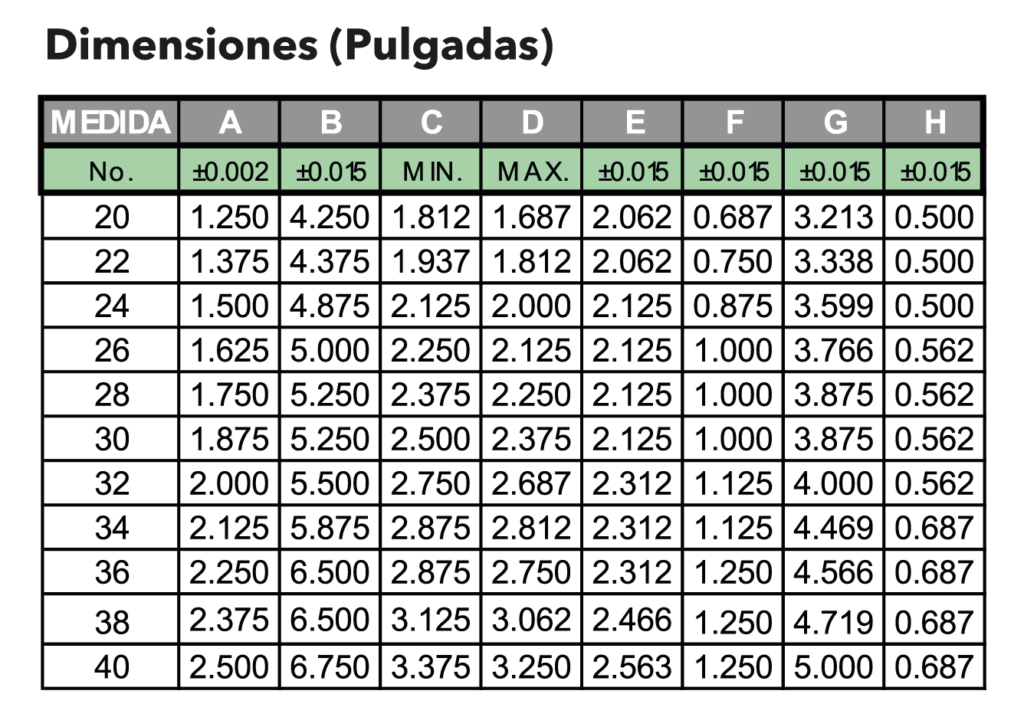 Dimensiones (Pulgadas)
MEDIDA A B C D E F G H
No. ±0.002 ±0.015 MIN. MAX. ±0.015 ±0.015 ±0.015 ±0.015
20 1.250 4.250 1.812 1.687 2.062 0.687 3.213 0.500
22 1.375 4.375 1.937 1.812 2.062 0.750 3.338 0.500
24 1.500 4.875 2.125 2.000 2.125 0.875 3.599 0.500
26 1.625 5.000 2.250 2.125 2.125 1.000 3.766 0.562
28 1.750 5.250 2.375 2.250 2.125 1.000 3.875 0.562
30 1.875 5.250 2.500 2.375 2.125 1.000 3.875 0.562
32 2.000 5.500 2.750 2.687 2.312 1.125 4.000 0.562
34 2.125 5.875 2.875 2.812 2.312 1.125 4.469 0.687
36 2.250 6.500 2.875 2.750 2.312 1.250 4.566 0.687
38 2.375 6.500 3.125 3.062 2.466 1.250 4.719 0.687
40 2.500 6.750 3.375 3.250 2.563 1.250 5.000 0.687